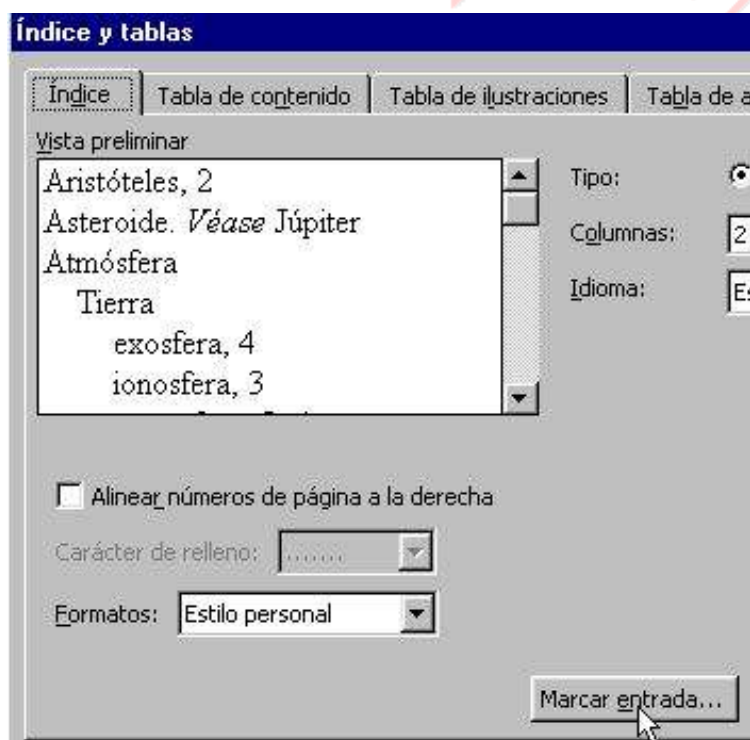 Índice y tablas
Índice Tabla de contenido Tabla de ilustraciones Tabla de a
Vista preliminar
Aristóteles, 2
Asteroide. Véase Júpiter
Atmósfera
Tierra
exosfera, 4
ionosfera, 3
Tipo:
Columnas: 2
Idioma: Es
Alinear números de página a la derecha
Carácter de relleno: .......
Formatos: Estilo personal
Marcar entrada...